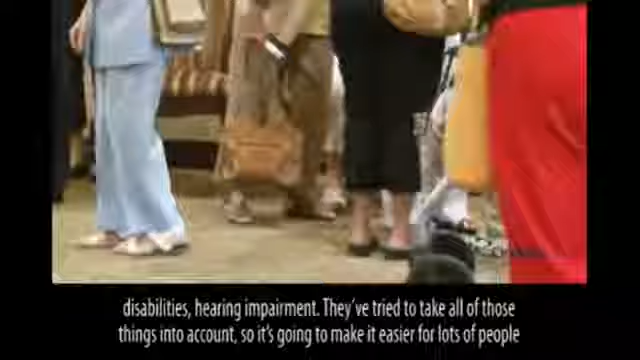 disabilities, hearing impairment. They've tried to take all of those
things into account, so it's going to make it easier for lots of people